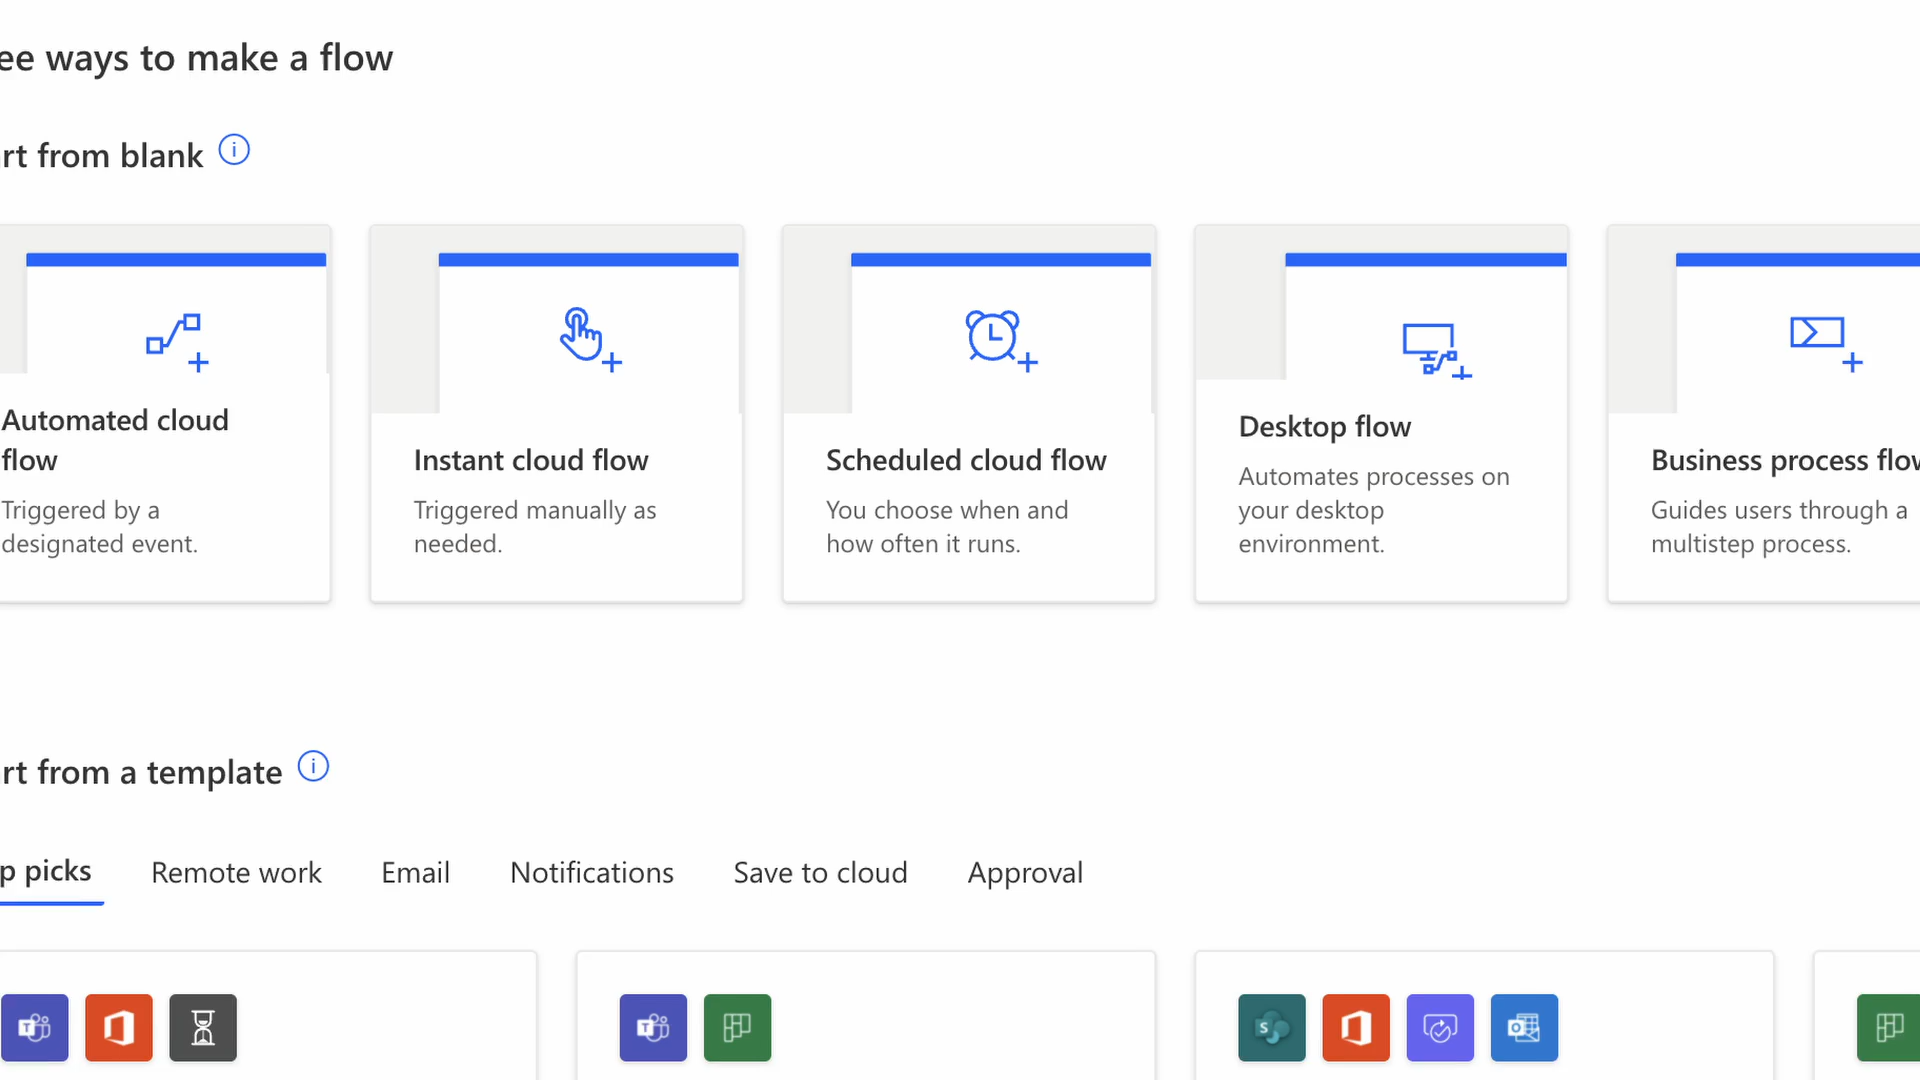 ee ways to make a flow
rt from blank
Automated cloud
flow
Triggered by a
designated event.
Instant cloud flow
Triggered manually as
needed.
Scheduled cloud flow
You choose when and
how often it runs.
Desktop flow
Automates processes on
your desktop
environment.
Business process flow
Guides users through a
multistep process.
rt from a template
p picks
Remote work
Email
Notifications
Save to cloud
Approval